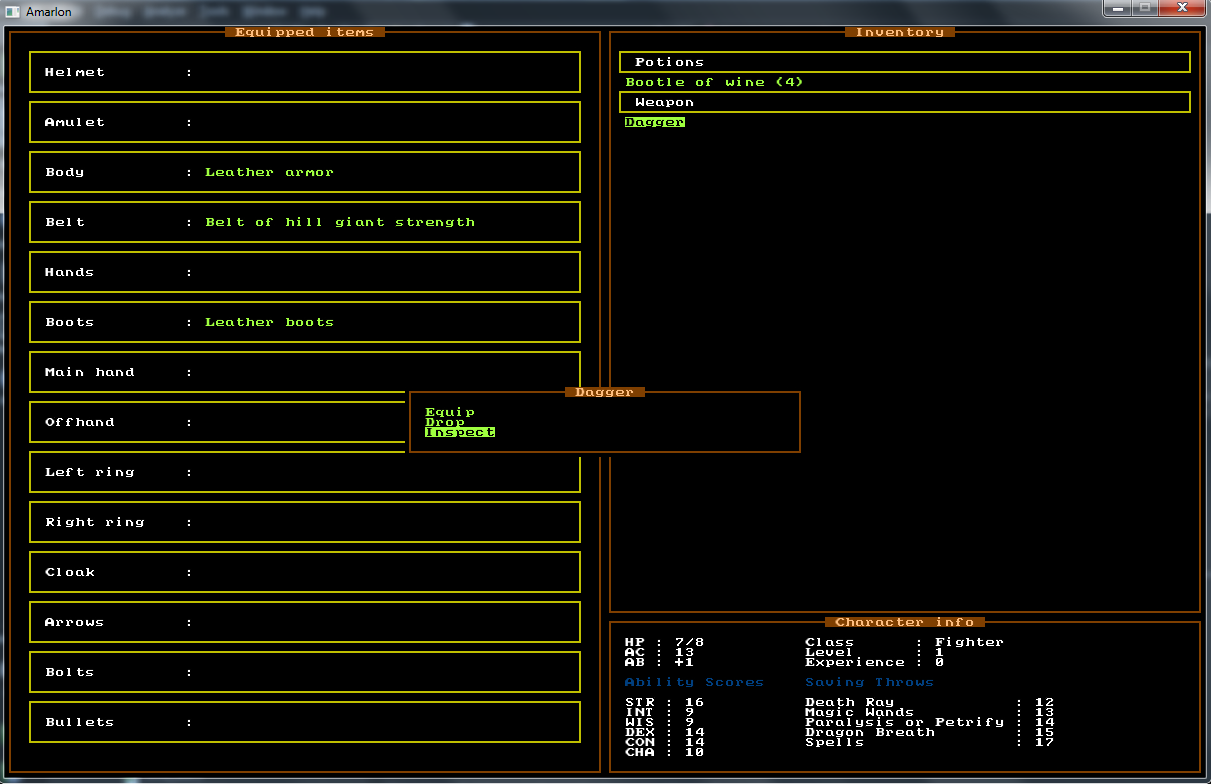 Amarlon
Equipped items
Helmet :
Amulet :
Body : Leather armor
Belt : Belt of hill giant strength
Hands :
Boots : Leather boots
Main hand :
Offhand :
Left ring :
Right ring :
Cloak :
Arrows :
Bolts :
Bullets :
Inventory
Potions
Bootle of wine (4)
Weapon
Dagger
Dagger
Equip
Drop
Inspect
Character info
HP : 7/8 Class : Fighter
AC : 13 Level : 1
AB : +1 Experience : 0
Ability Scores Saving Throws
STR : 16 Death Ray : 12
INT : 9 Magic Wands : 13
WIS : 9 Paralysis or Petrify : 14
DEX : 14 Dragon Breath : 15
CON : 14 Spells : 17
CHA : 10